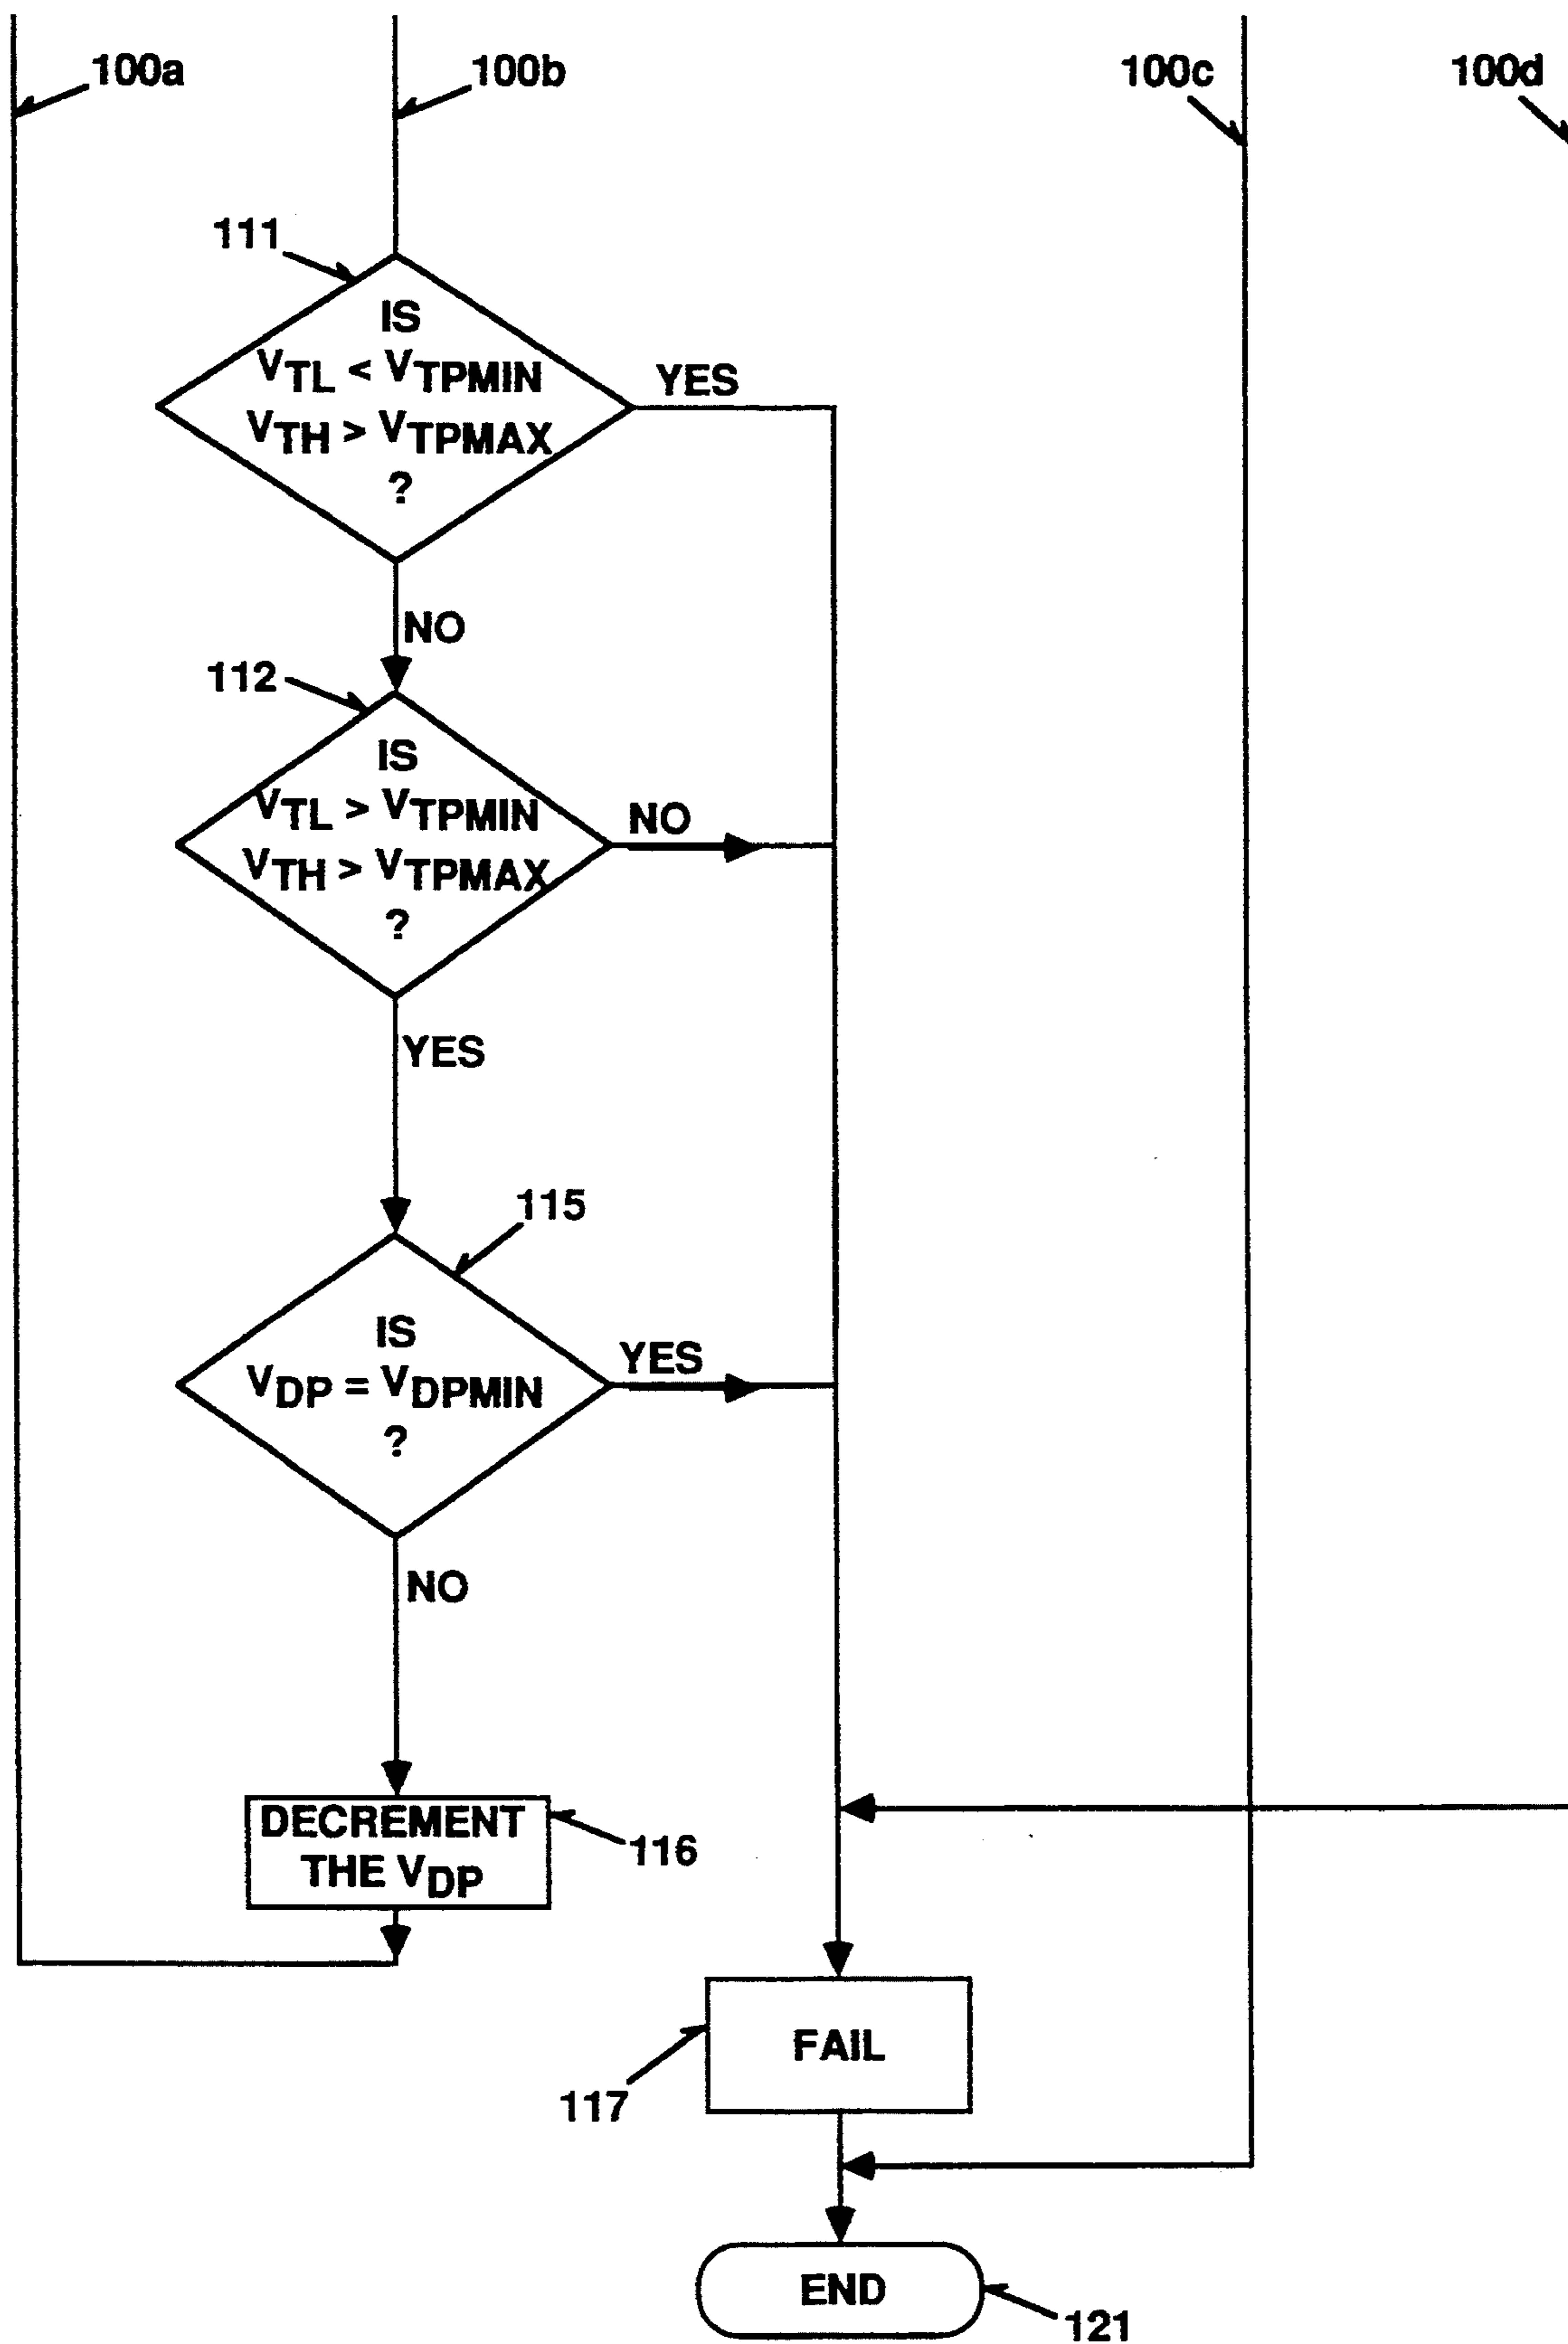 100a
100b
100c
100d
111
IS
VTL < VTPMIN
VTH > VTPMAX
?
YES
NO
112
IS
VTL > VTPMIN
VTH > VTPMAX
?
NO
YES
115
IS
VDP = VDPMIN
?
YES
NO
DECREMENT
THE VDP
116
FAIL
117
END
121